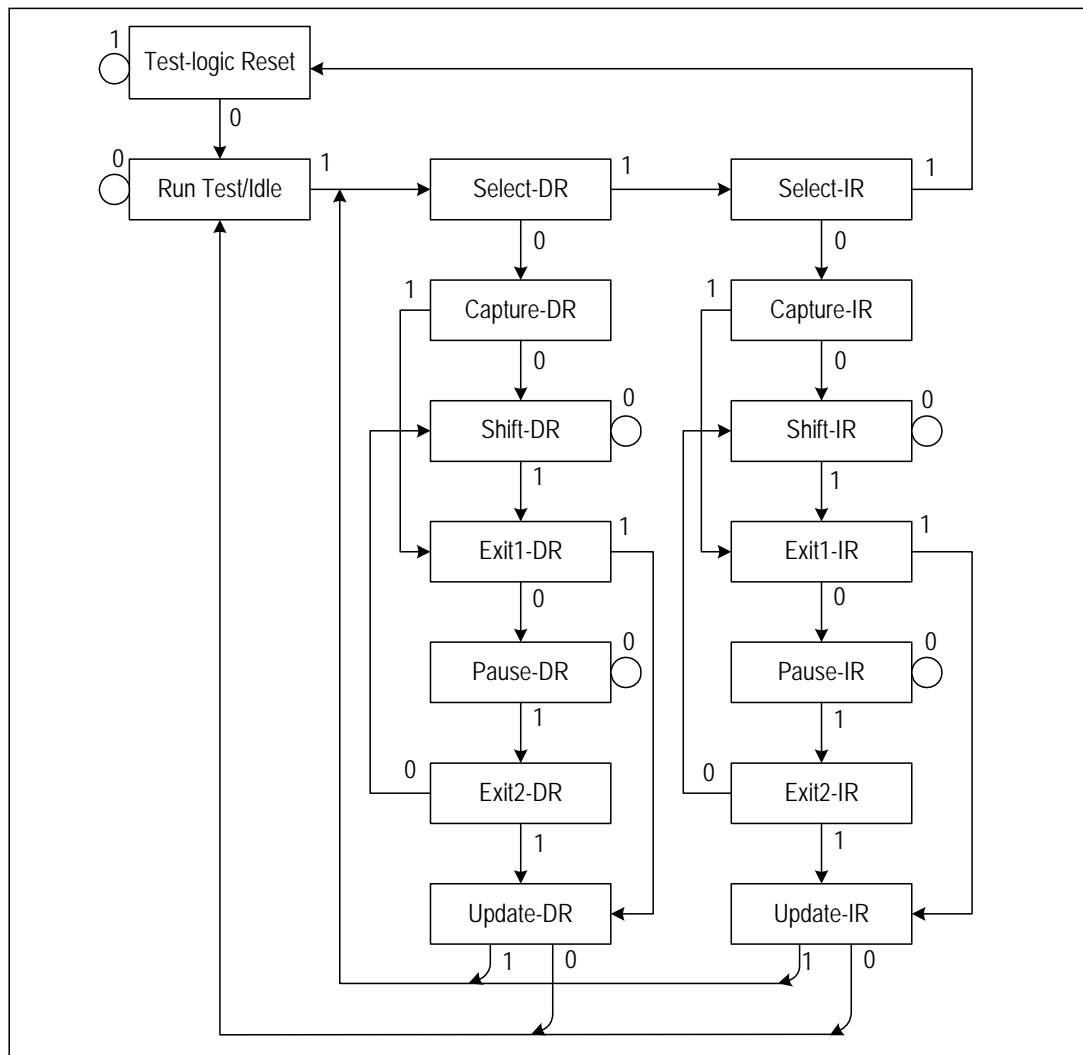 1
Test-logic Reset
0
0
Run Test/Idle
1
Select-DR
1
Select-IR
1
0
0
1
Capture-DR
1
Capture-IR
0
0
Shift-DR
0
Shift-IR
0
1
1
Exit1-DR
1
Exit1-IR
1
0
0
Pause-DR
0
Pause-IR
0
1
1
0
Exit2-DR
0
Exit2-IR
1
1
Update-DR
Update-IR
1
0
1
0